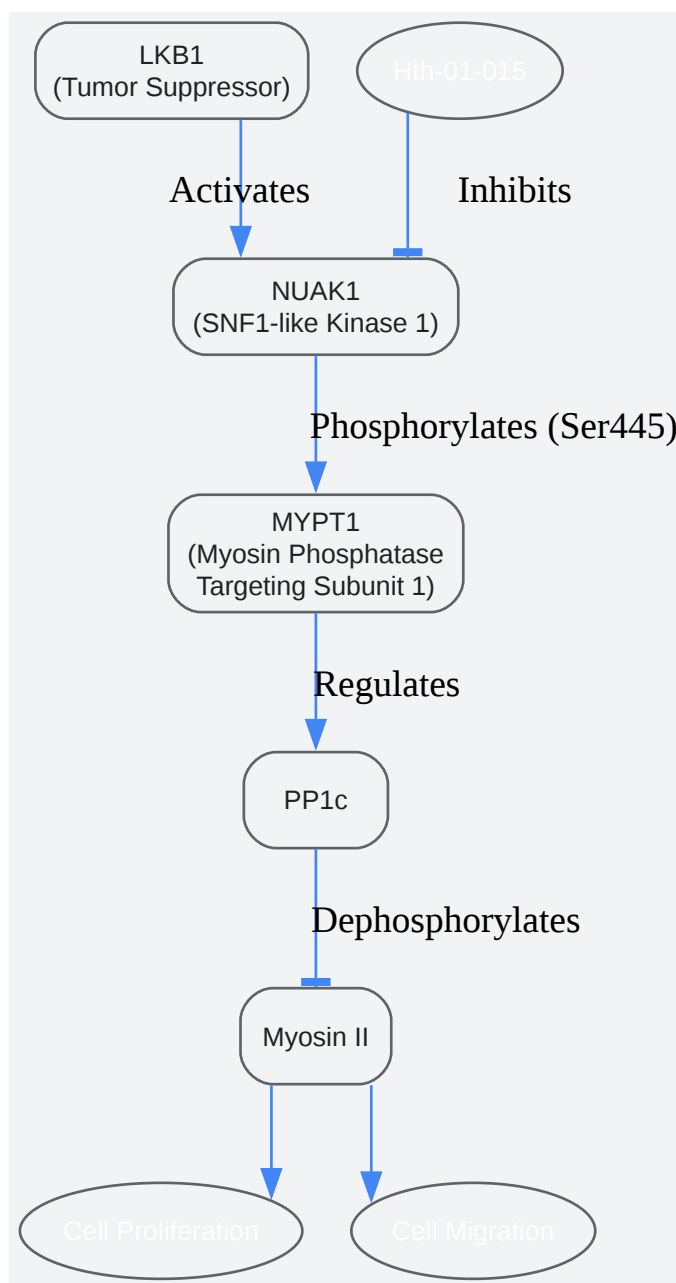 LKB1
(Tumor Suppressor)
Hth-01-015
Activates
Inhibits
NUAK1
(SNF1-like Kinase 1)
Phosphorylates (Ser445)
MYPT1
(Myosin Phosphatase
Targeting Subunit 1)
Regulates
PP1c
Dephosphorylates
Myosin II
Cell Proliferation
Cell Migration